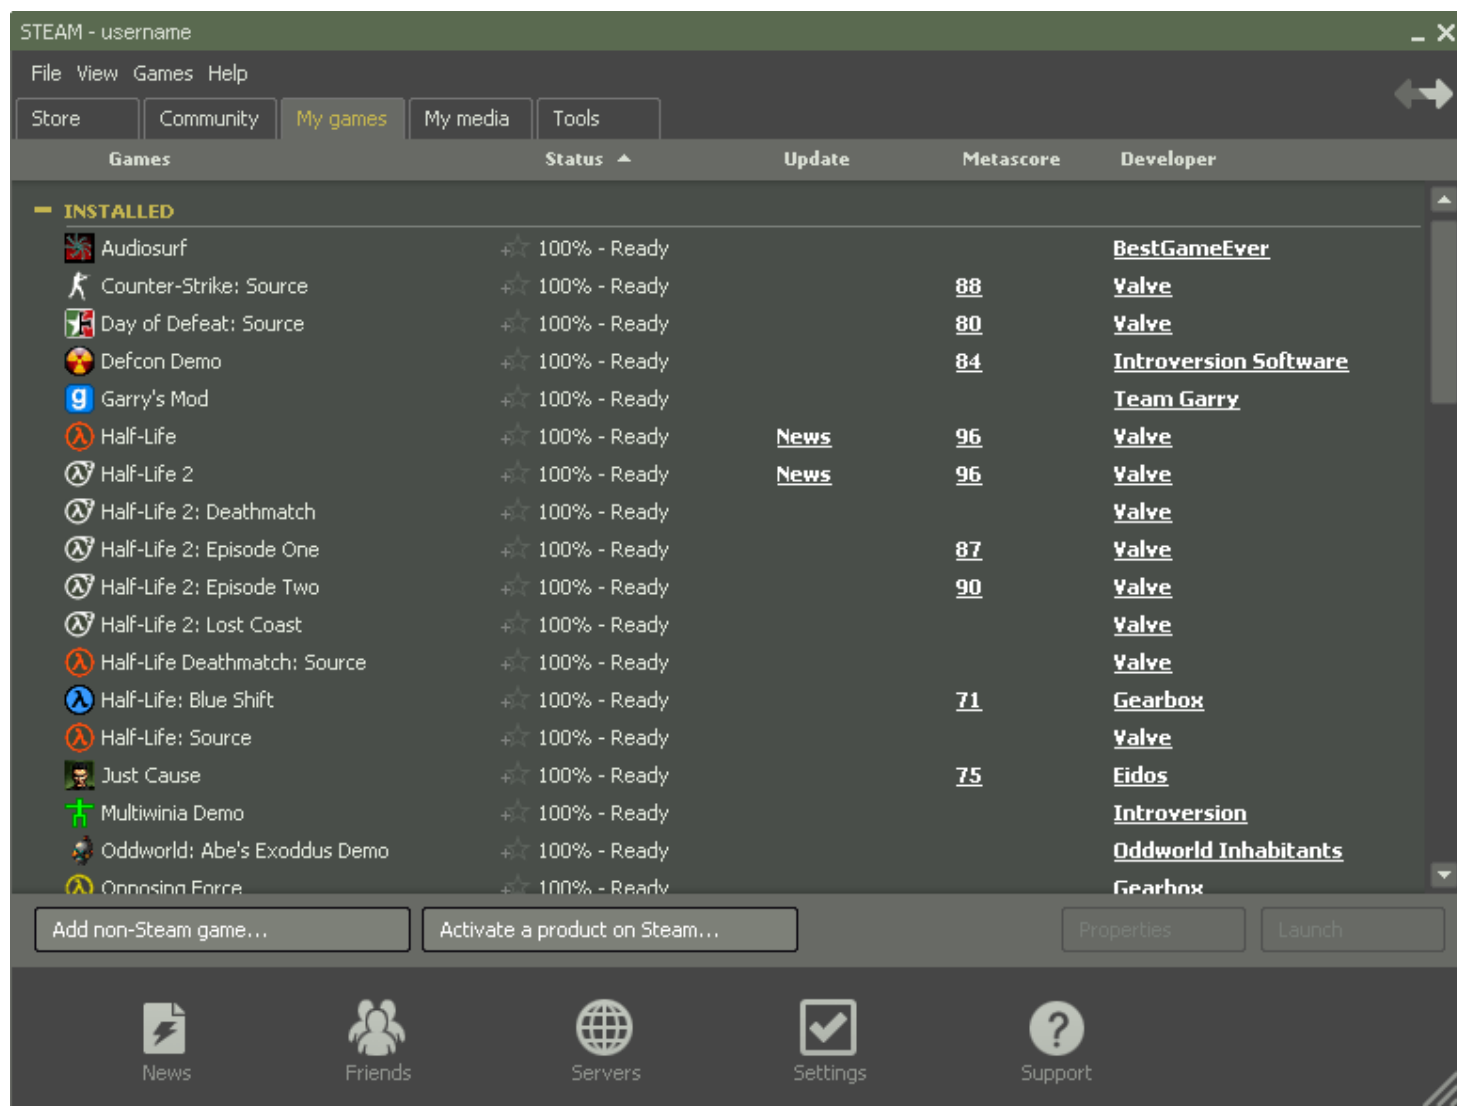 STEAM - username
File View Games Help
Store Community My games My media Tools
Games Status Update Metascore Developer
INSTALLED
Audiosurf 100% - Ready BestGameEver
Counter-Strike: Source 100% - Ready 88 Valve
Day of Defeat: Source 100% - Ready 80 Valve
Defcon Demo 100% - Ready 84 Introversion Software
Garry's Mod 100% - Ready Team Garry
Half-Life 100% - Ready News 96 Valve
Half-Life 2 100% - Ready News 96 Valve
Half-Life 2: Deathmatch 100% - Ready Valve
Half-Life 2: Episode One 100% - Ready 87 Valve
Half-Life 2: Episode Two 100% - Ready 90 Valve
Half-Life 2: Lost Coast 100% - Ready Valve
Half-Life Deathmatch: Source 100% - Ready Valve
Half-Life: Blue Shift 100% - Ready 71 Gearbox
Half-Life: Source 100% - Ready Valve
Just Cause 100% - Ready 75 Eidos
Multiwinia Demo 100% - Ready Introversion
Oddworld: Abe's Exoddus Demo 100% - Ready Oddworld Inhabitants
Opposing Force 100% - Ready Gearbox
Add non-Steam game... Activate a product on Steam... Properties Launch
News Friends Servers Settings Support